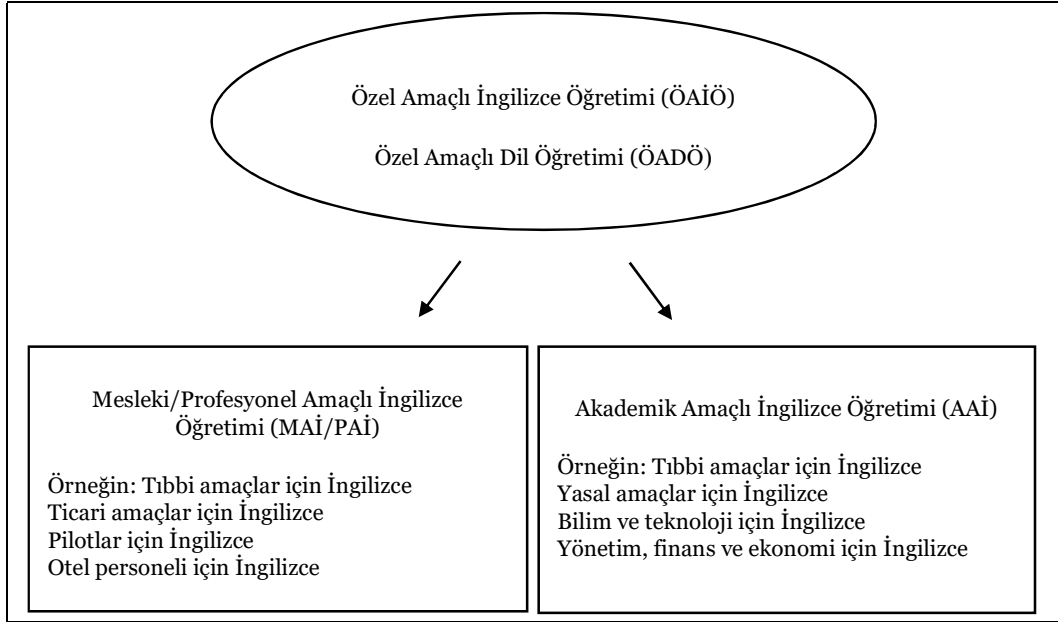 Özel Amaçlı İngilizce Öğretimi (ÖAİÖ)
Özel Amaçlı Dil Öğretimi (ÖADÖ)
Mesleki/Profesyonel Amaçlı İngilizce
Öğretimi (MAİ/PAİ)
Örneğin: Tıbbi amaçlar için İngilizce
Ticari amaçlar için İngilizce
Pilotlar için İngilizce
Otel personeli için İngilizce
Akademik Amaçlı İngilizce Öğretimi (AAİ)
Örneğin: Tıbbi amaçlar için İngilizce
Yasal amaçlar için İngilizce
Bilim ve teknoloji için İngilizce
Yönetim, finans ve ekonomi için İngilizce